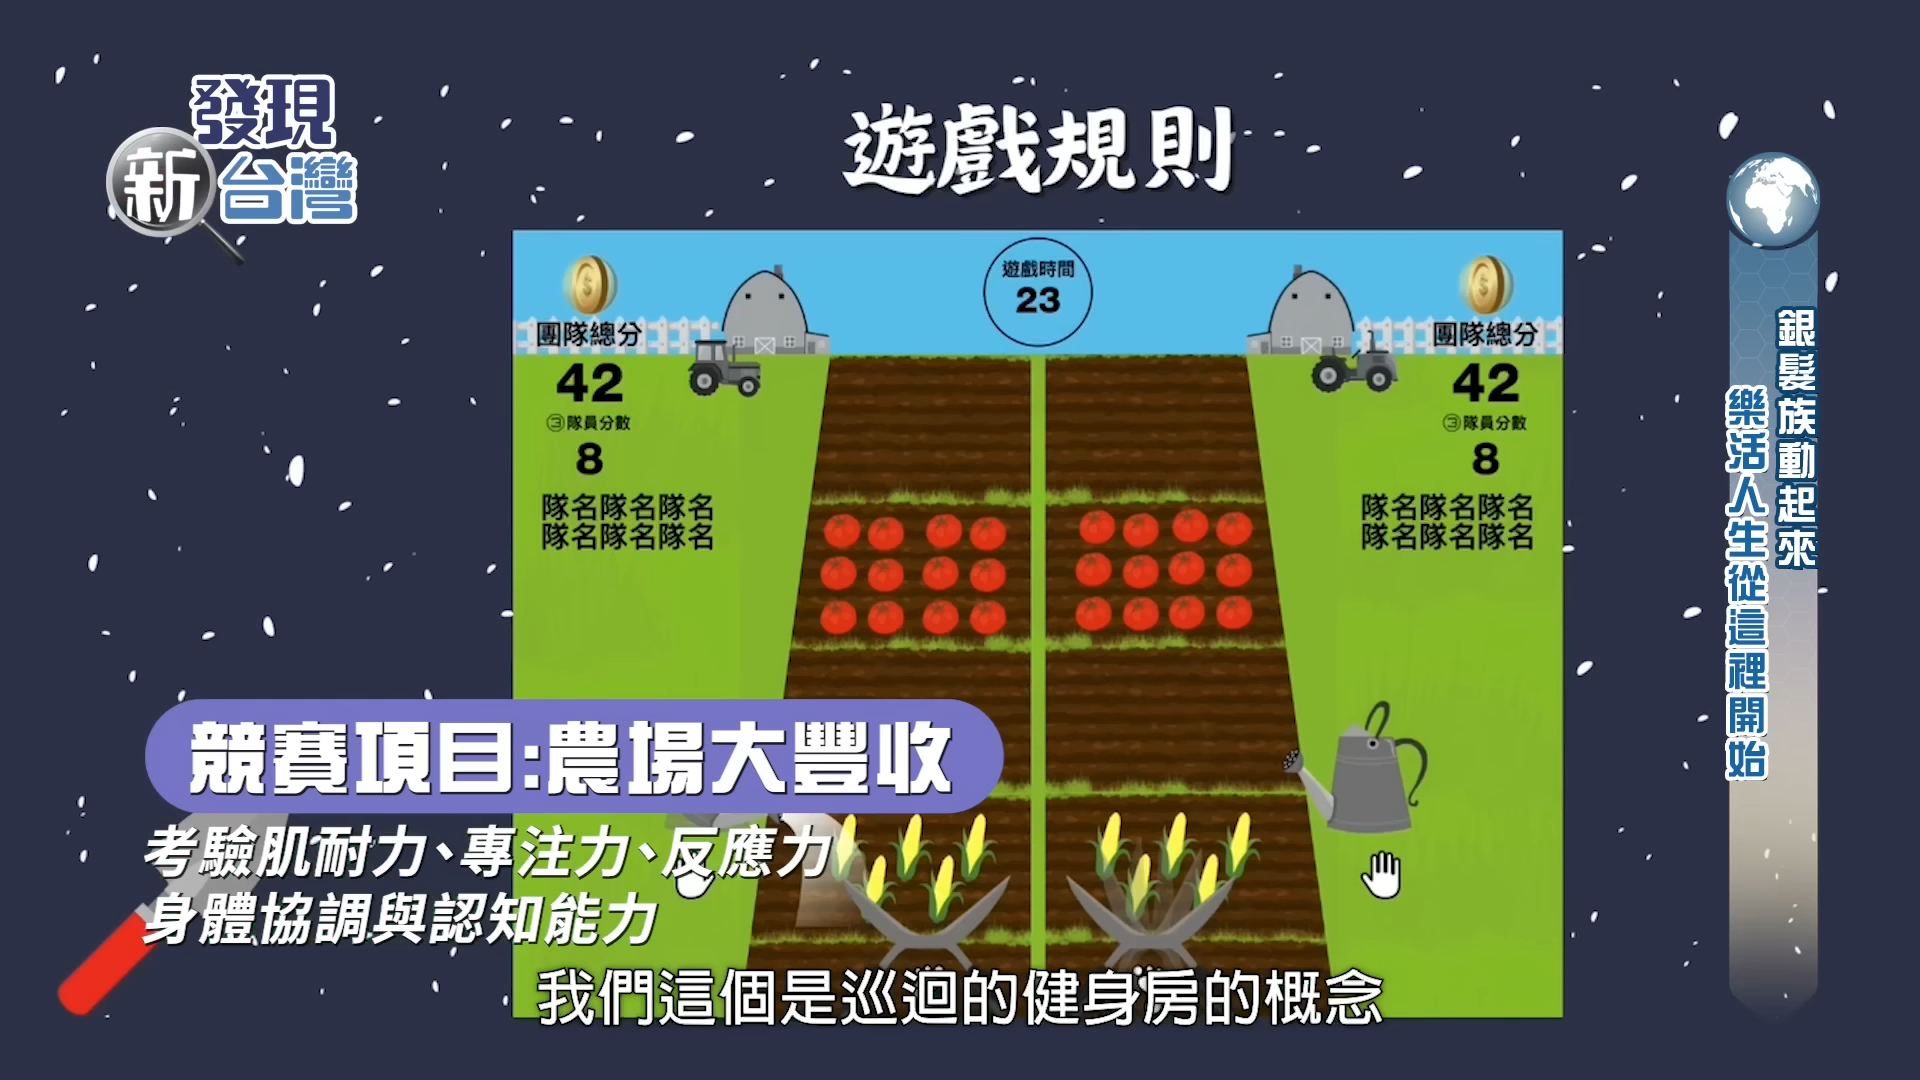 發現
新台灣
遊戲規則
遊戲時間
23
團隊總分
42
③隊員分數
8
隊名隊名隊名
隊名隊名隊名
團隊總分
42
③隊員分數
8
隊名隊名隊名
隊名隊名隊名
銀髮族動起來
樂活人生從這裡開始
競賽項目:農場大豐收
考驗肌耐力、專注力、反應力
身體協調與認知能力
我們這個是巡迴的健身房的概念